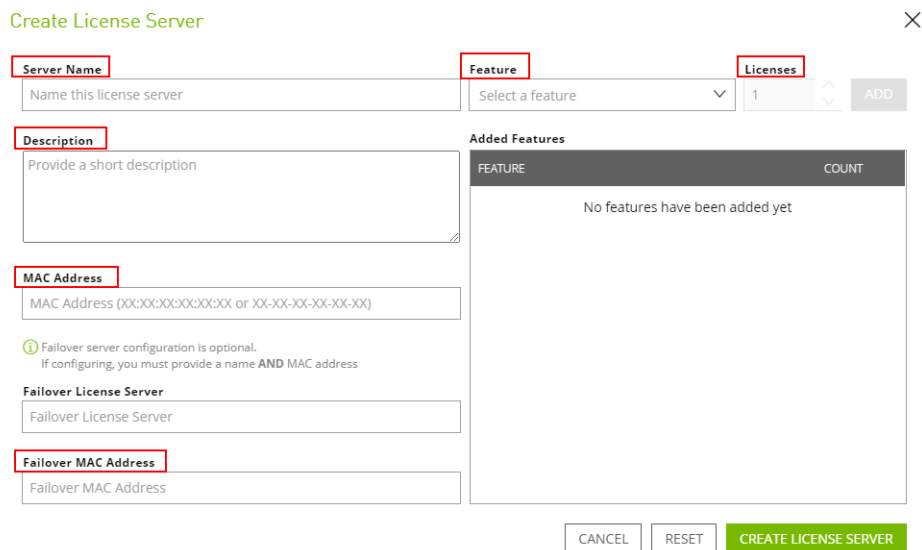 Create License Server
Server Name
Name this license server
Feature
Select a feature
Licenses
1
ADD
Description
Provide a short description
Added Features
FEATURE COUNT
No features have been added yet
MAC Address
MAC Address (XX:XX:XX:XX:XX:XX or XX-XX-XX-XX-XX-XX)
Failover server configuration is optional.
If configuring, you must provide a name AND MAC address
Failover License Server
Failover License Server
Failover MAC Address
Failover MAC Address
CANCEL
RESET
CREATE LICENSE SERVER